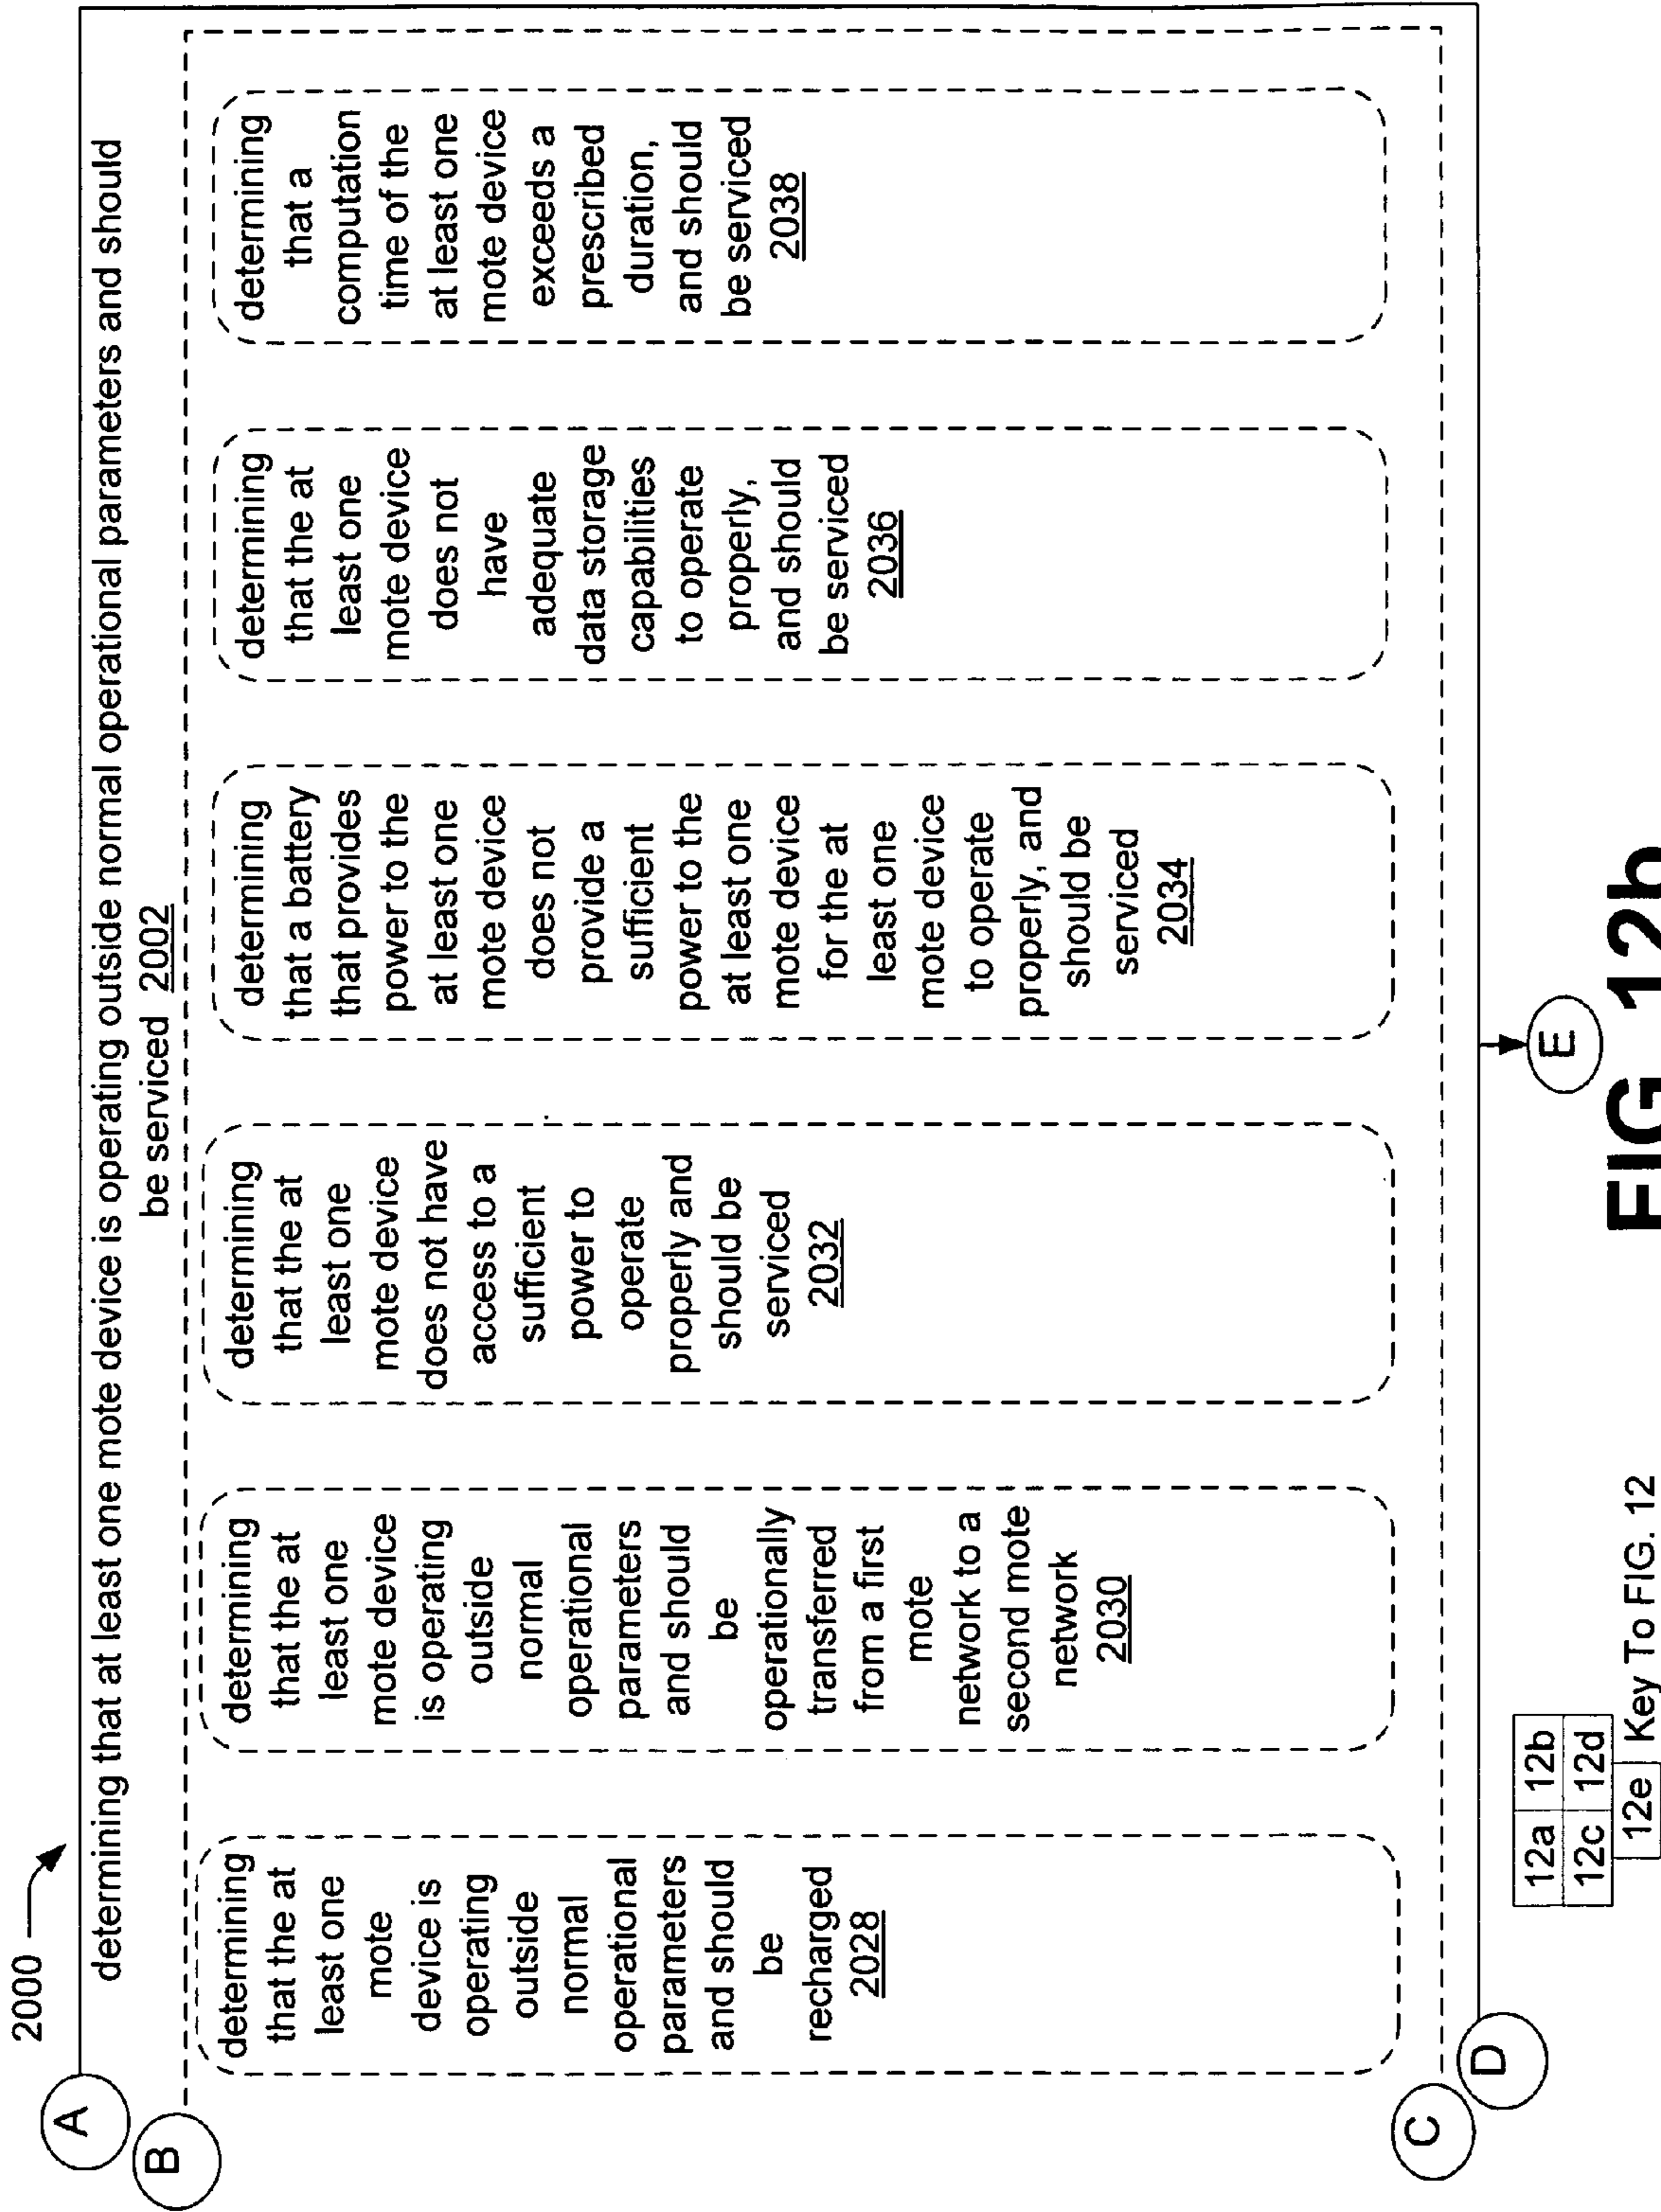 2000
A
B
determining that at least one mote device is operating outside normal operational parameters and should
be serviced 2002
determining
that the at
least one
mote
device is
operating
outside
normal
operational
parameters
and should
be
recharged
2028
determining
that the at
least one
mote device
is operating
outside
normal
operational
parameters
and should
be
operationally
transferred
from a first
mote
network to a
second mote
network
2030
determining
that the at
least one
mote device
does not have
access to a
sufficient
power to
operate
properly and
should be
serviced
2032
determining
that a battery
that provides
power to the
at least one
mote device
does not
provide a
sufficient
power to the
at least one
mote device
for the at
least one
mote device
to operate
properly, and
should be
serviced
2034
determining
that the at
least one
mote device
does not
have
adequate
data storage
capabilities
to operate
properly,
and should
be serviced
2036
determining
that a
computation
time of the
at least one
mote device
exceeds a
prescribed
duration,
and should
be serviced
2038
C
D
E
12a 12b
12c 12d
12e Key To FIG. 12
FIG 12b